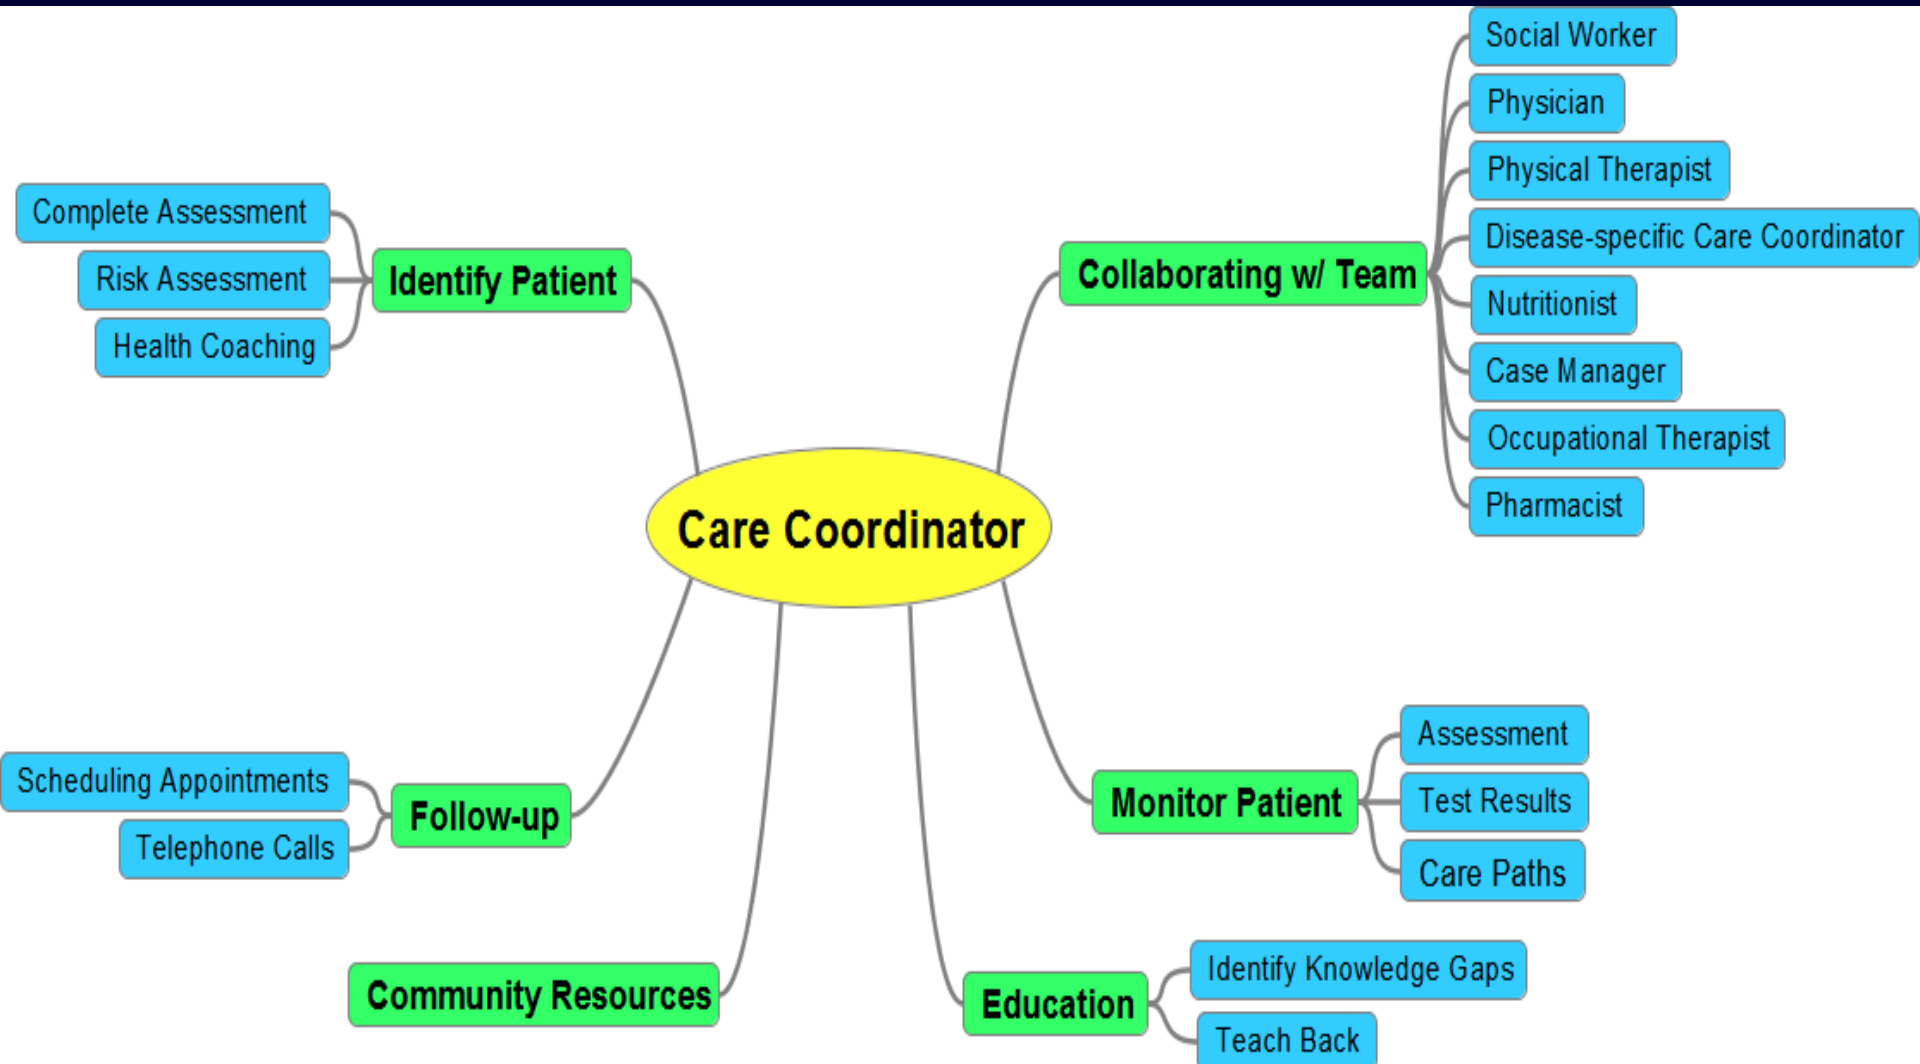 Social Worker
Physician
Physical Therapist
Disease-specific Care Coordinator
Nutritionist
Case Manager
Occupational Therapist
Pharmacist
Collaborating w/ Team
Complete Assessment
Risk Assessment
Health Coaching
Identify Patient
Care Coordinator
Scheduling Appointments
Telephone Calls
Follow-up
Community Resources
Monitor Patient
Assessment
Test Results
Care Paths
Education
Identify Knowledge Gaps
Teach Back